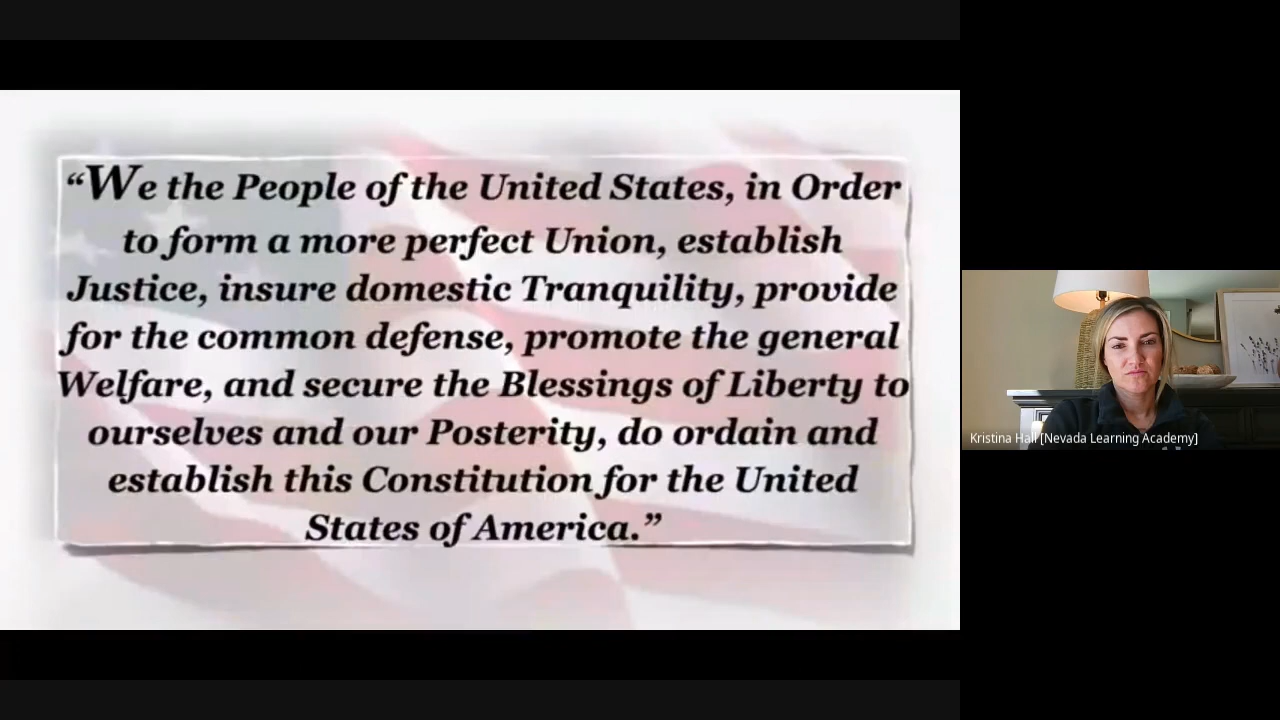 “We the People of the United States, in Order
to form a more perfect Union, establish
Justice, insure domestic Tranquility, provide
for the common defense, promote the general
Welfare, and secure the Blessings of Liberty to
ourselves and our Posterity, do ordain and
establish this Constitution for the United
States of America.”
Kristina Hall [Nevada Learning Academy]